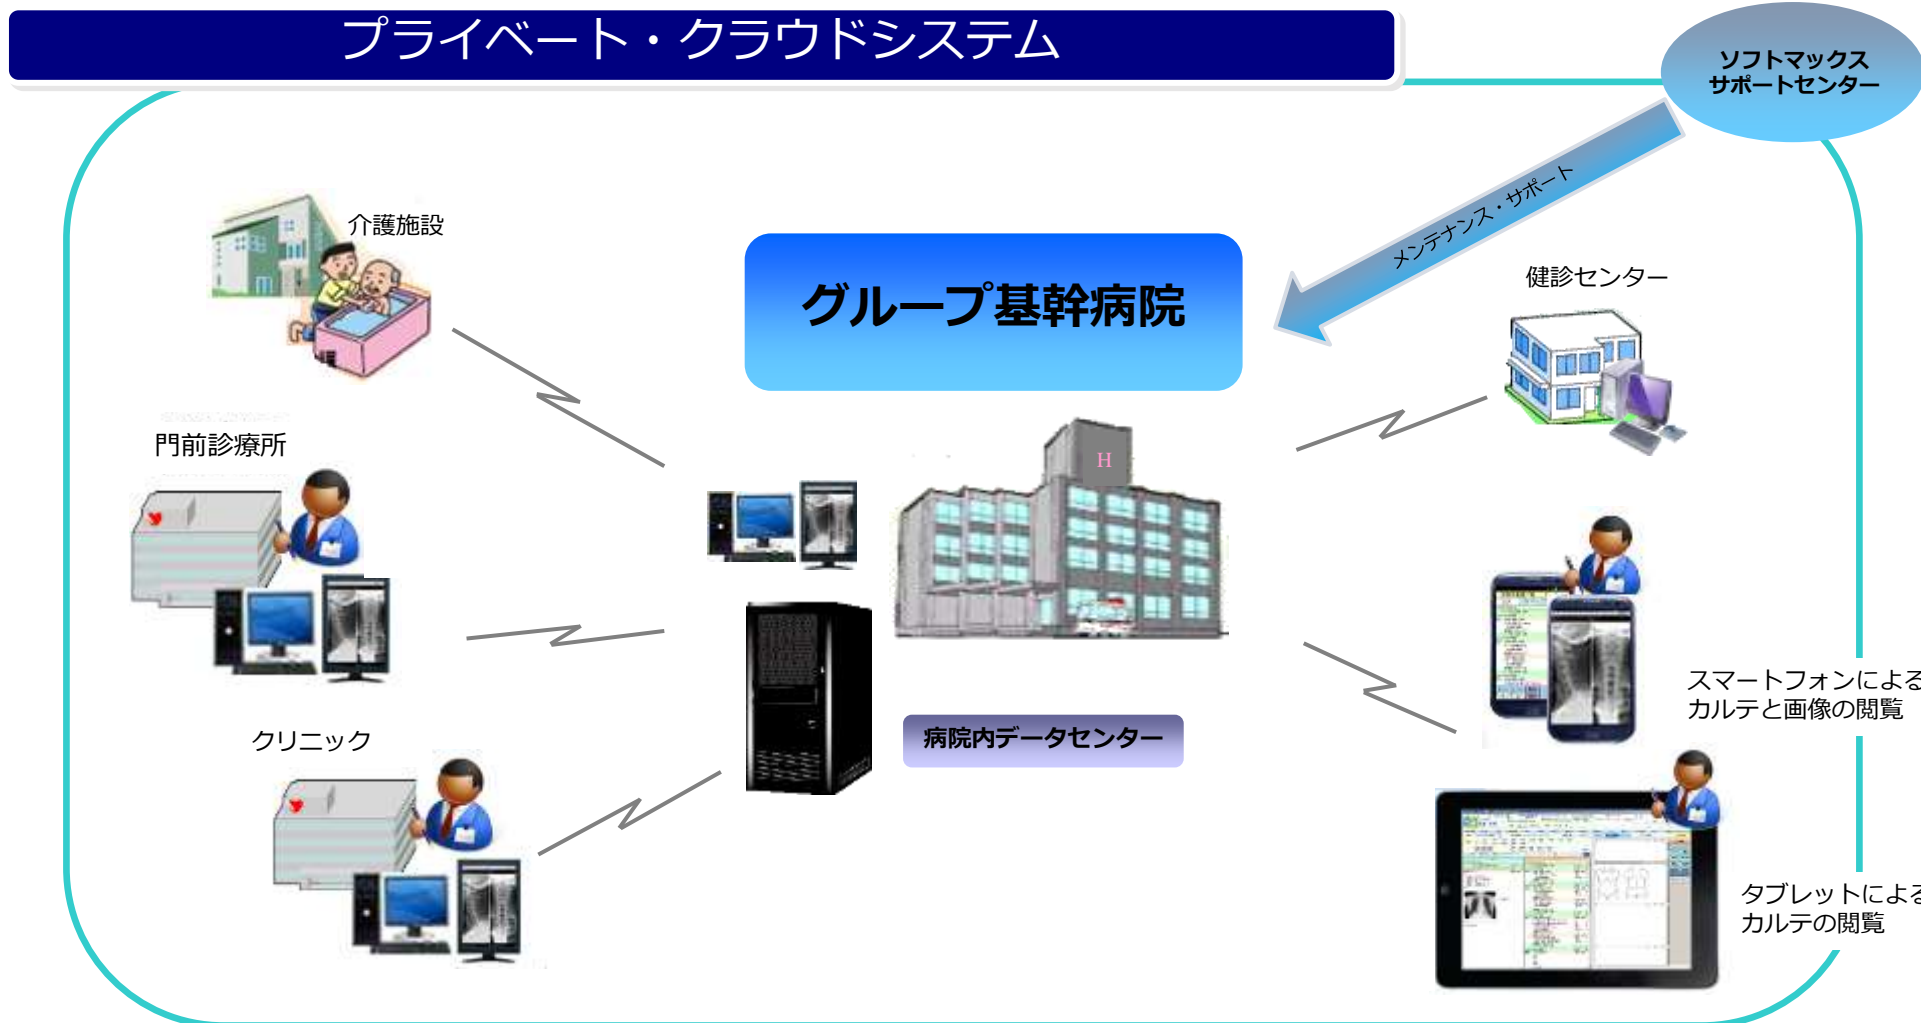 プライベート・クラウドシステム
ソフトマックス
サポートセンター
メンテナンス・サポート
介護施設
グループ基幹病院
健診センター
門前診療所
H
スマートフォンによる
カルテと画像の閲覧
病院内データセンター
クリニック
タブレットによる
カルテの閲覧